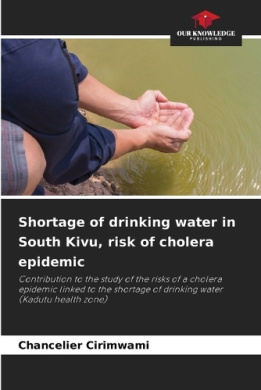 OUR KNOWLEDGE
PUBLISHING
Shortage of drinking water in
South Kivu, risk of cholera
epidemic
Contribution to the study of the risks of a cholera
epidemic linked to the shortage of drinking water
(Kadutu health zone)
Chancelier Cirimwami